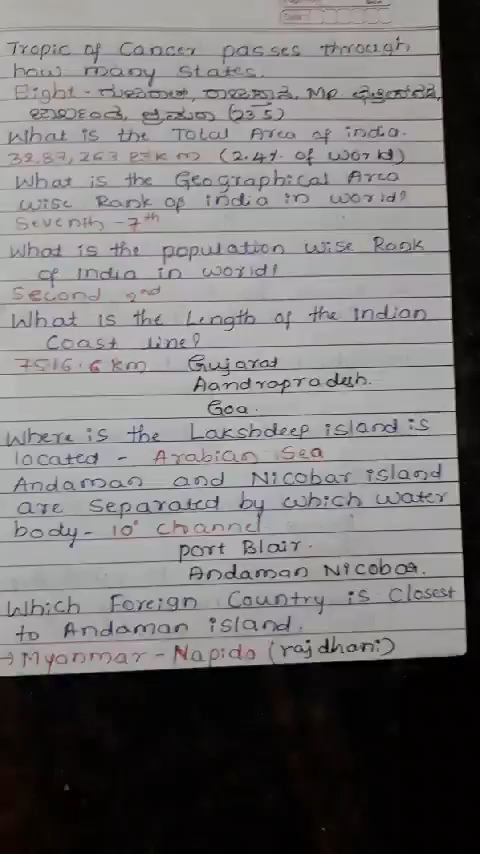 Tropic of Cancer passes through
how many states.
Eight - ಗುಜರಾತ, ರಾಜಸ್ಥಾನ, MP
(23.5)
What is the Total Area of india.
32,87,263 km (2.4% of world)
What is the Geographical Area
wise Rank of india in world?
Seventh - 7th
What is the population wise Rank
of India in world?
Second 2nd
What is the Length of the Indian
Coast line?
7516.6 km Gujarat
Aandrapradesh.
Goa.
Where is the Lakshdeep island is
located - Arabian Sea
Andaman and Nicobar island
are separated by which water
body - 10° channel
port Blair.
Andaman Nicobar.
Which Foreign Country is closest
to Andaman island.
→ Myanmar - Napido (rajdhani)